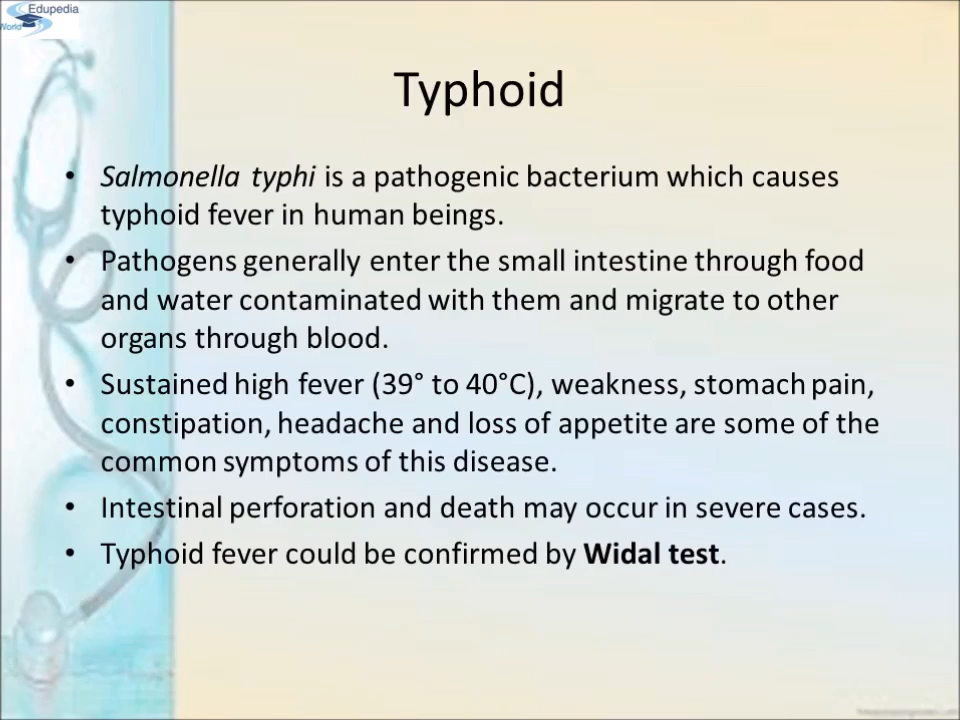 Edupedia
World
Typhoid
• Salmonella typhi is a pathogenic bacterium which causes
typhoid fever in human beings.
• Pathogens generally enter the small intestine through food
and water contaminated with them and migrate to other
organs through blood.
• Sustained high fever (39° to 40°C), weakness, stomach pain,
constipation, headache and loss of appetite are some of the
common symptoms of this disease.
• Intestinal perforation and death may occur in severe cases.
• Typhoid fever could be confirmed by Widal test.